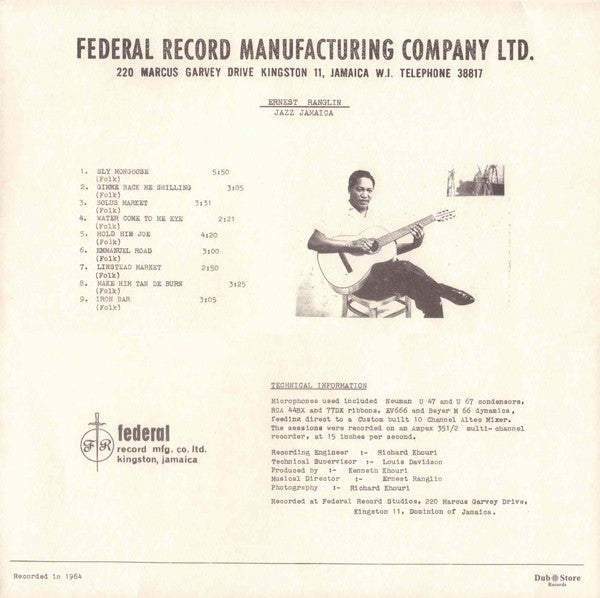 FEDERAL RECORD MANUFACTURING COMPANY LTD.
220 MARCUS GARVEY DRIVE KINGSTON 11, JAMAICA W.I. TELEPHONE 38817
ERNEST RANGLIN
JAZZ JAMAICA
1. SLY MONGOOSE 5:50
(Folk)
2. GIMME BACK ME SHILLING 3:05
(Folk)
3. SOLUS MARKET 3:31
(Folk)
4. WATER COME TO ME EYE 2:21
(Folk)
5. HOLD HIM JOE 4:20
(Folk)
6. EMMANUEL ROAD 3:00
(Folk)
7. LINSTEAD MARKET 2:50
(Folk)
8. MAKE HIM TAN DE BURN 3:25
(Folk)
9. IRON BAR 3:05
(Folk)
TECHNICAL INFORMATION
Microphones used included Neuman U 47 and U 67 condensors,
RCA 44BX and 77DX ribbons, EV666 and Beyer M 66 dynamics,
feeding direct to a Custom built 10 Channel Altec Mixer.
The sessions were recorded on an Ampex 351/2 multi-channel
recorder, at 15 inches per second.
Recording Engineer :- Richard Khouri
Technical Supervisor :- Louis Davidson
Produced by :- Kenneth Khouri
Musical Director :- Ernest Ranglin
Photography :- Richard Khouri
Recorded at Federal Record Studios, 220 Marcus Garvey Drive,
Kingston 11, Dominion of Jamaica.
FR
federal
record mfg. co. ltd.
kingston, jamaica
Recorded in 1964
Dub Store
Records